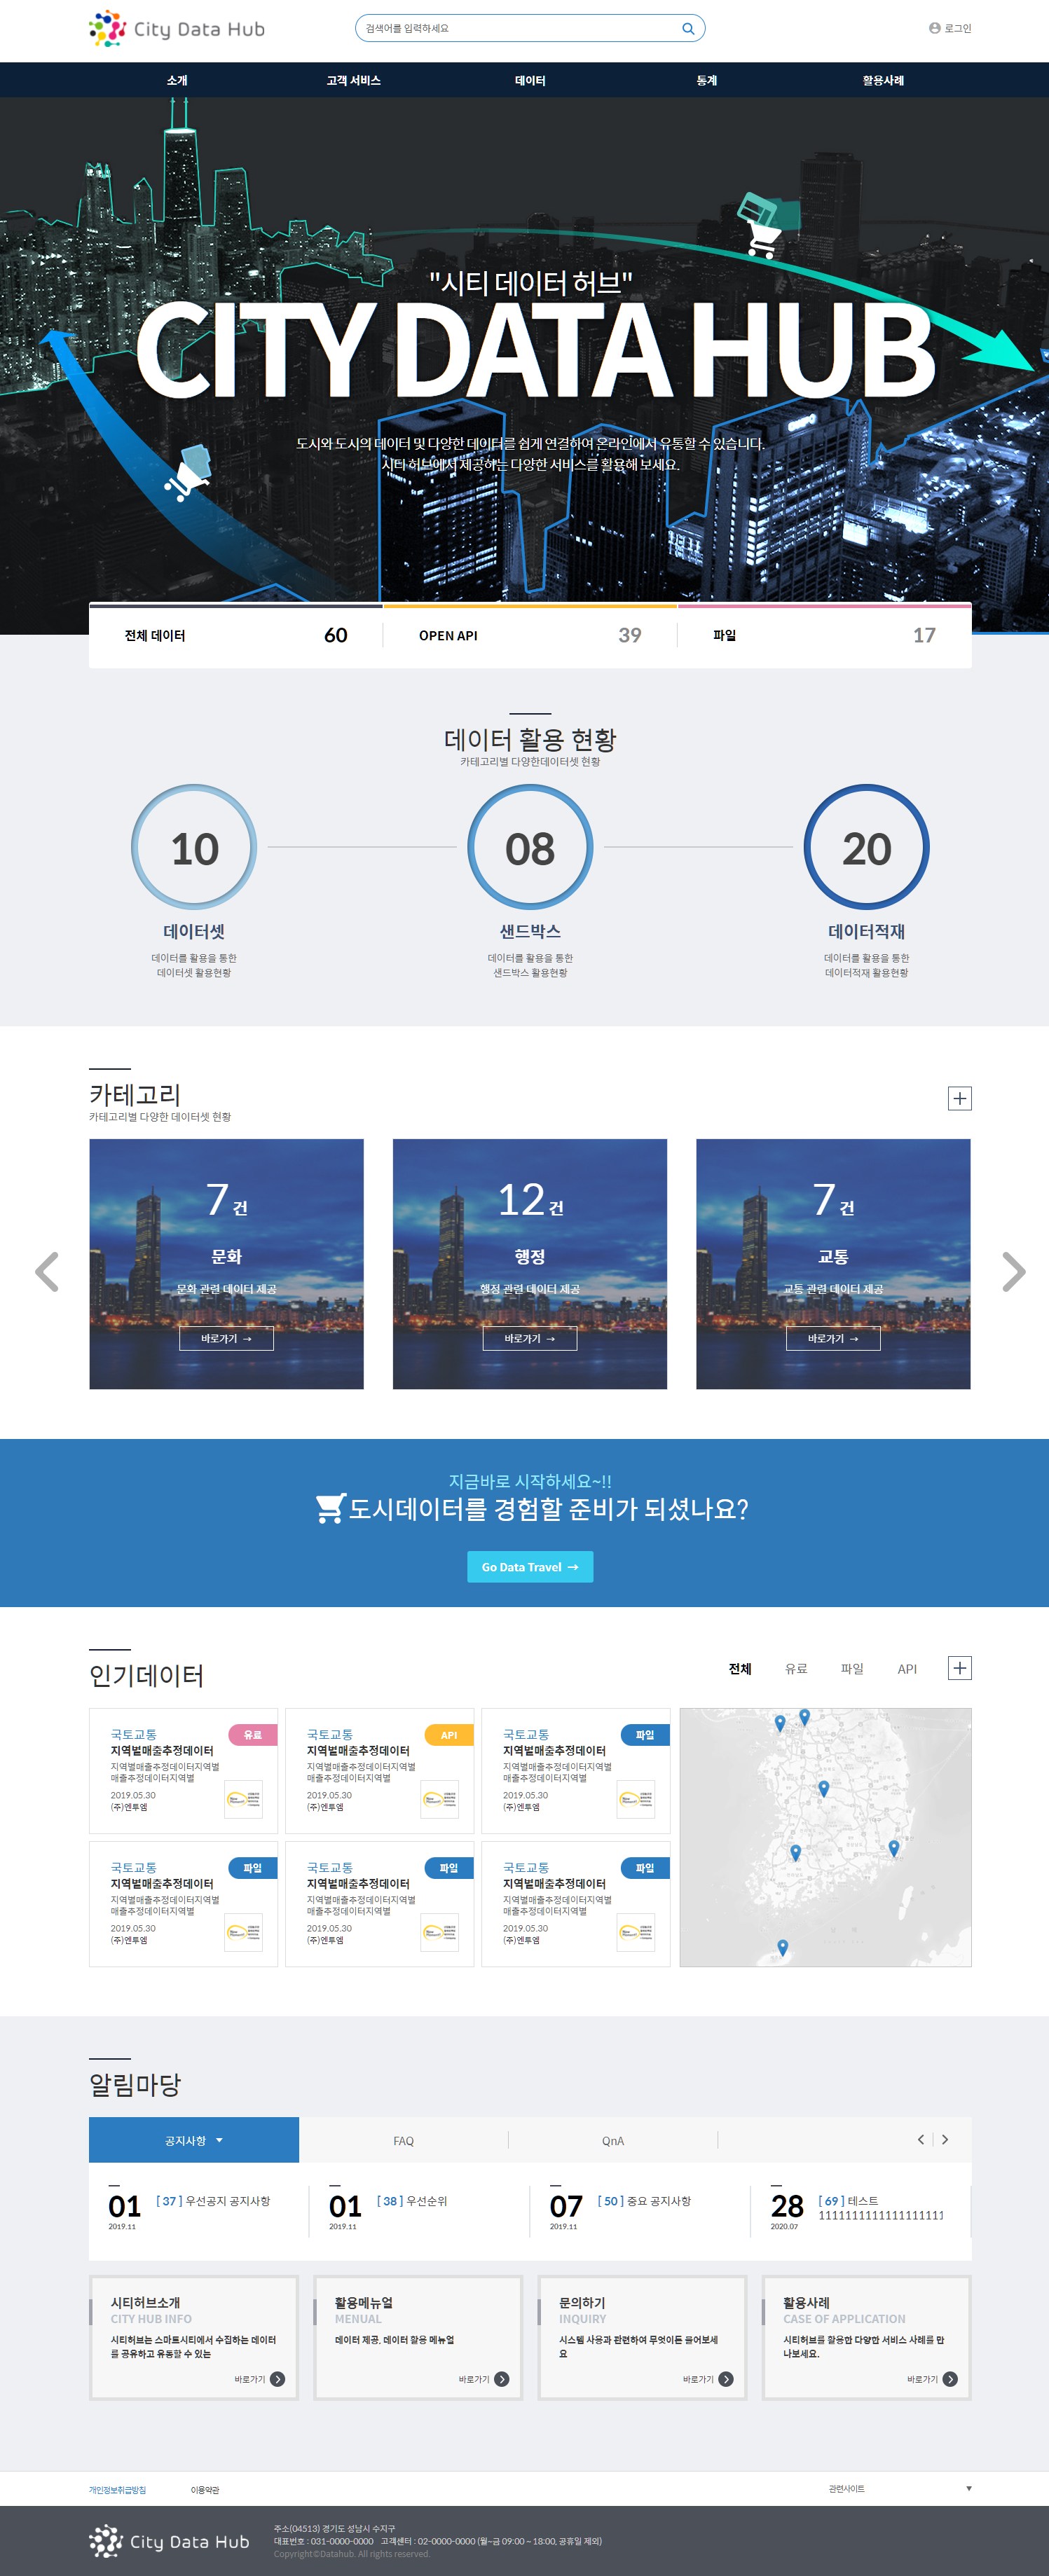 City Data Hub
검색어를 입력하세요
로그인
소개 고객 서비스 데이터 통계 활용사례
"시티 데이터 허브"
CITY DATA HUB
도시와 도시의 데이터 및 다양한 데이터를 쉽게 연결하여 온라인에서 유통할 수 있습니다.
시티 허브에서 제공하는 다양한 서비스를 활용해 보세요.
전체 데이터 60 OPEN API 39 파일 17
데이터 활용 현황
카테고리별 다양한데이터셋 현황
10 08 20
데이터셋 샌드박스 데이터적재
데이터를 활용을 통한 데이터를 활용을 통한 데이터를 활용을 통한
데이터셋 활용현황 샌드박스 활용현황 데이터적재 활용현황
카테고리
카테고리별 다양한 데이터셋 현황
7 건 12 건 7 건
문화 행정 교통
문화 관련 데이터 제공 행정 관련 데이터 제공 교통 관련 데이터 제공
바로가기 → 바로가기 → 바로가기 →
지금바로 시작하세요~!!
도시데이터를 경험할 준비가 되셨나요?
Go Data Travel →
인기데이터
전체 유료 파일 API
국토교통 유료 국토교통 API 국토교통 파일
지역별매출추정데이터 지역별매출추정데이터 지역별매출추정데이터
지역별매출추정데이터지역별 지역별매출추정데이터지역별 지역별매출추정데이터지역별
매출추정데이터지역별 매출추정데이터지역별 매출추정데이터지역별
2019.05.30 2019.05.30 2019.05.30
(주)엔투엠 (주)엔투엠 (주)엔투엠
국토교통 파일 국토교통 파일 국토교통 파일
지역별매출추정데이터 지역별매출추정데이터 지역별매출추정데이터
지역별매출추정데이터지역별 지역별매출추정데이터지역별 지역별매출추정데이터지역별
매출추정데이터지역별 매출추정데이터지역별 매출추정데이터지역별
2019.05.30 2019.05.30 2019.05.30
(주)엔투엠 (주)엔투엠 (주)엔투엠
알림마당
공지사항 FAQ QnA
01 [ 37 ] 우선공지 공지사항 01 [ 38 ] 우선순위 07 [ 50 ] 중요 공지사항 28 [ 69 ] 테스트
1111111111111111111
2019.11 2019.11 2019.11 2020.07
시티허브소개 활용메뉴얼 문의하기 활용사례
CITY HUB INFO MENUAL INQUIRY CASE OF APPLICATION
시티허브는 스마트시티에서 수집하는 데이터 데이터 제공, 데이터 활용 메뉴얼 시스템 사용과 관련하여 무엇이든 물어보세 시티허브를 활용한 다양한 서비스 사례를 만
를 공유하고 유통할 수 있는 요 나보세요.
바로가기 바로가기 바로가기 바로가기
개인정보취급방침 이용약관 관련사이트
City Data Hub
주소(04513) 경기도 성남시 수지구
대표번호 : 031-0000-0000 고객센터 : 02-0000-0000 (월~금 09:00 ~ 18:00, 공휴일 제외)
Copyright©Datahub. All rights reserved.